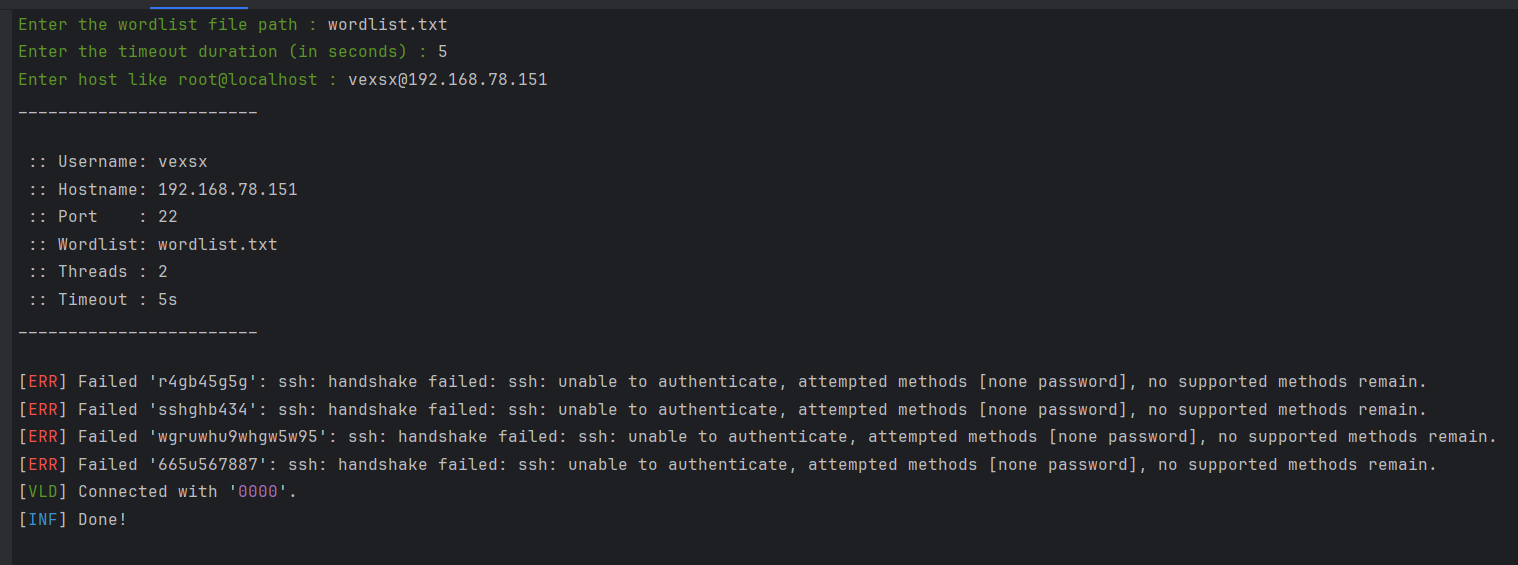 Enter the wordlist file path : wordlist.txt
Enter the timeout duration (in seconds) : 5
Enter host like root@localhost : vexsx@192.168.78.151
________________________
:: Username: vexsx
:: Hostname: 192.168.78.151
:: Port    : 22
:: Wordlist: wordlist.txt
:: Threads : 2
:: Timeout : 5s
________________________
[ERR] Failed 'r4gb45g5g': ssh: handshake failed: ssh: unable to authenticate, attempted methods [none password], no supported methods remain.
[ERR] Failed 'sshghb434': ssh: handshake failed: ssh: unable to authenticate, attempted methods [none password], no supported methods remain.
[ERR] Failed 'wgruwhu9whgw5w95': ssh: handshake failed: ssh: unable to authenticate, attempted methods [none password], no supported methods remain.
[ERR] Failed '665u567887': ssh: handshake failed: ssh: unable to authenticate, attempted methods [none password], no supported methods remain.
[VLD] Connected with '0000'.
[INF] Done!